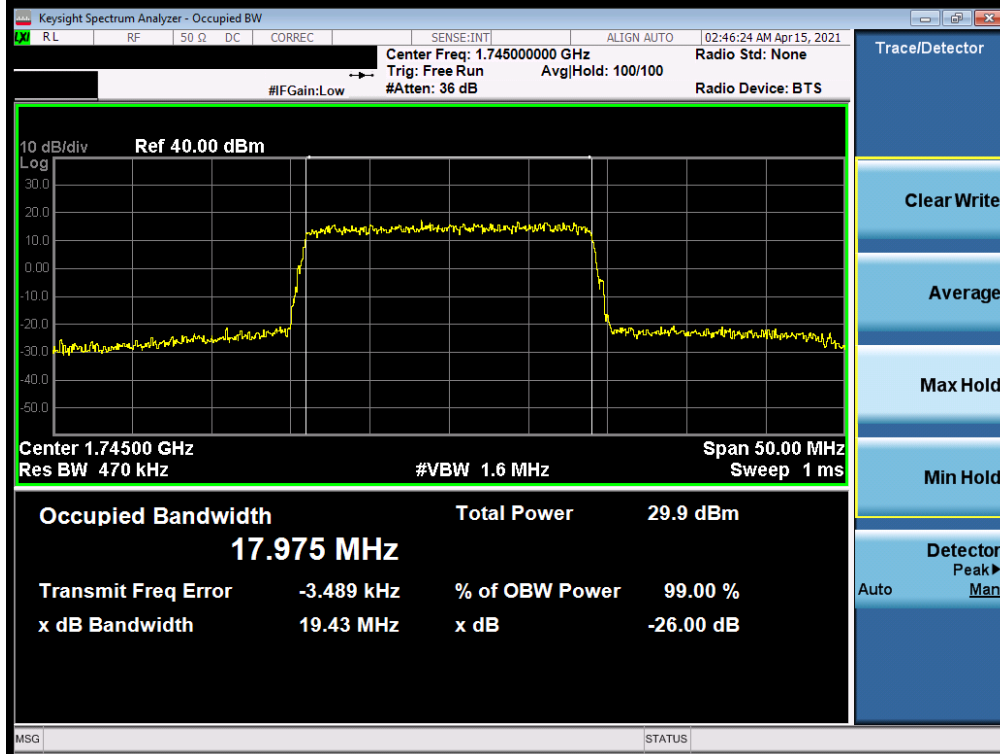 Keysight Spectrum Analyzer - Occupied BW
LXI RL RF 50 Ω DC CORREC SENSE:INT ALIGN AUTO 02:46:24 AM Apr 15, 2021
Center Freq: 1.745000000 GHz Radio Std: None
Trig: Free Run Avg|Hold: 100/100
#IFGain:Low #Atten: 36 dB Radio Device: BTS
Trace/Detector
10 dB/div Ref 40.00 dBm
Log
30.0
20.0
10.0
0.00
-10.0
-20.0
-30.0
-40.0
-50.0
Center 1.74500 GHz Span 50.00 MHz
Res BW 470 kHz #VBW 1.6 MHz Sweep 1 ms
Occupied Bandwidth Total Power 29.9 dBm
17.975 MHz
Transmit Freq Error -3.489 kHz % of OBW Power 99.00 %
x dB Bandwidth 19.43 MHz x dB -26.00 dB
Clear Write
Average
Max Hold
Min Hold
Detector
Peak▶
Auto Man
MSG STATUS